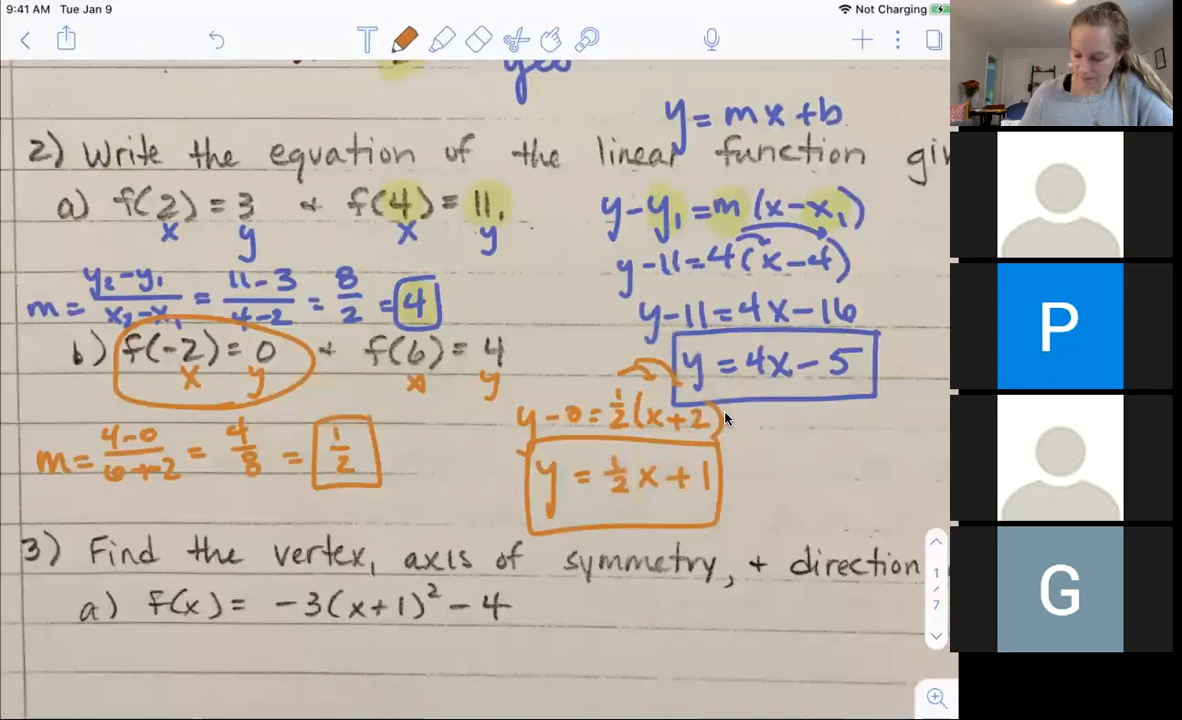 9:41 AM Tue Jan 9
Not Charging
T
y = mx + b
2) Write the equation of the linear function
a) f(2) = 3 + f(4) = 11.
x y x y
y - y₁ = m(x - x₁)
y - 11 = 4(x - 4)
m = y₂-y₁/x₂-x₁ = 11-3/4-2 = 8/2 = 4
y - 11 = 4x - 16
b) f(-2) = 0 + f(6) = 4
x y x y
y = 4x - 5
y - 0 = 1/2(x+2)
m = 4-0/6+2 = 4/8 = 1/2
y = 1/2x + 1
3) Find the vertex, axis of symmetry, + direction
a) f(x) = -3(x+1)² - 4
1
/
7
P
G